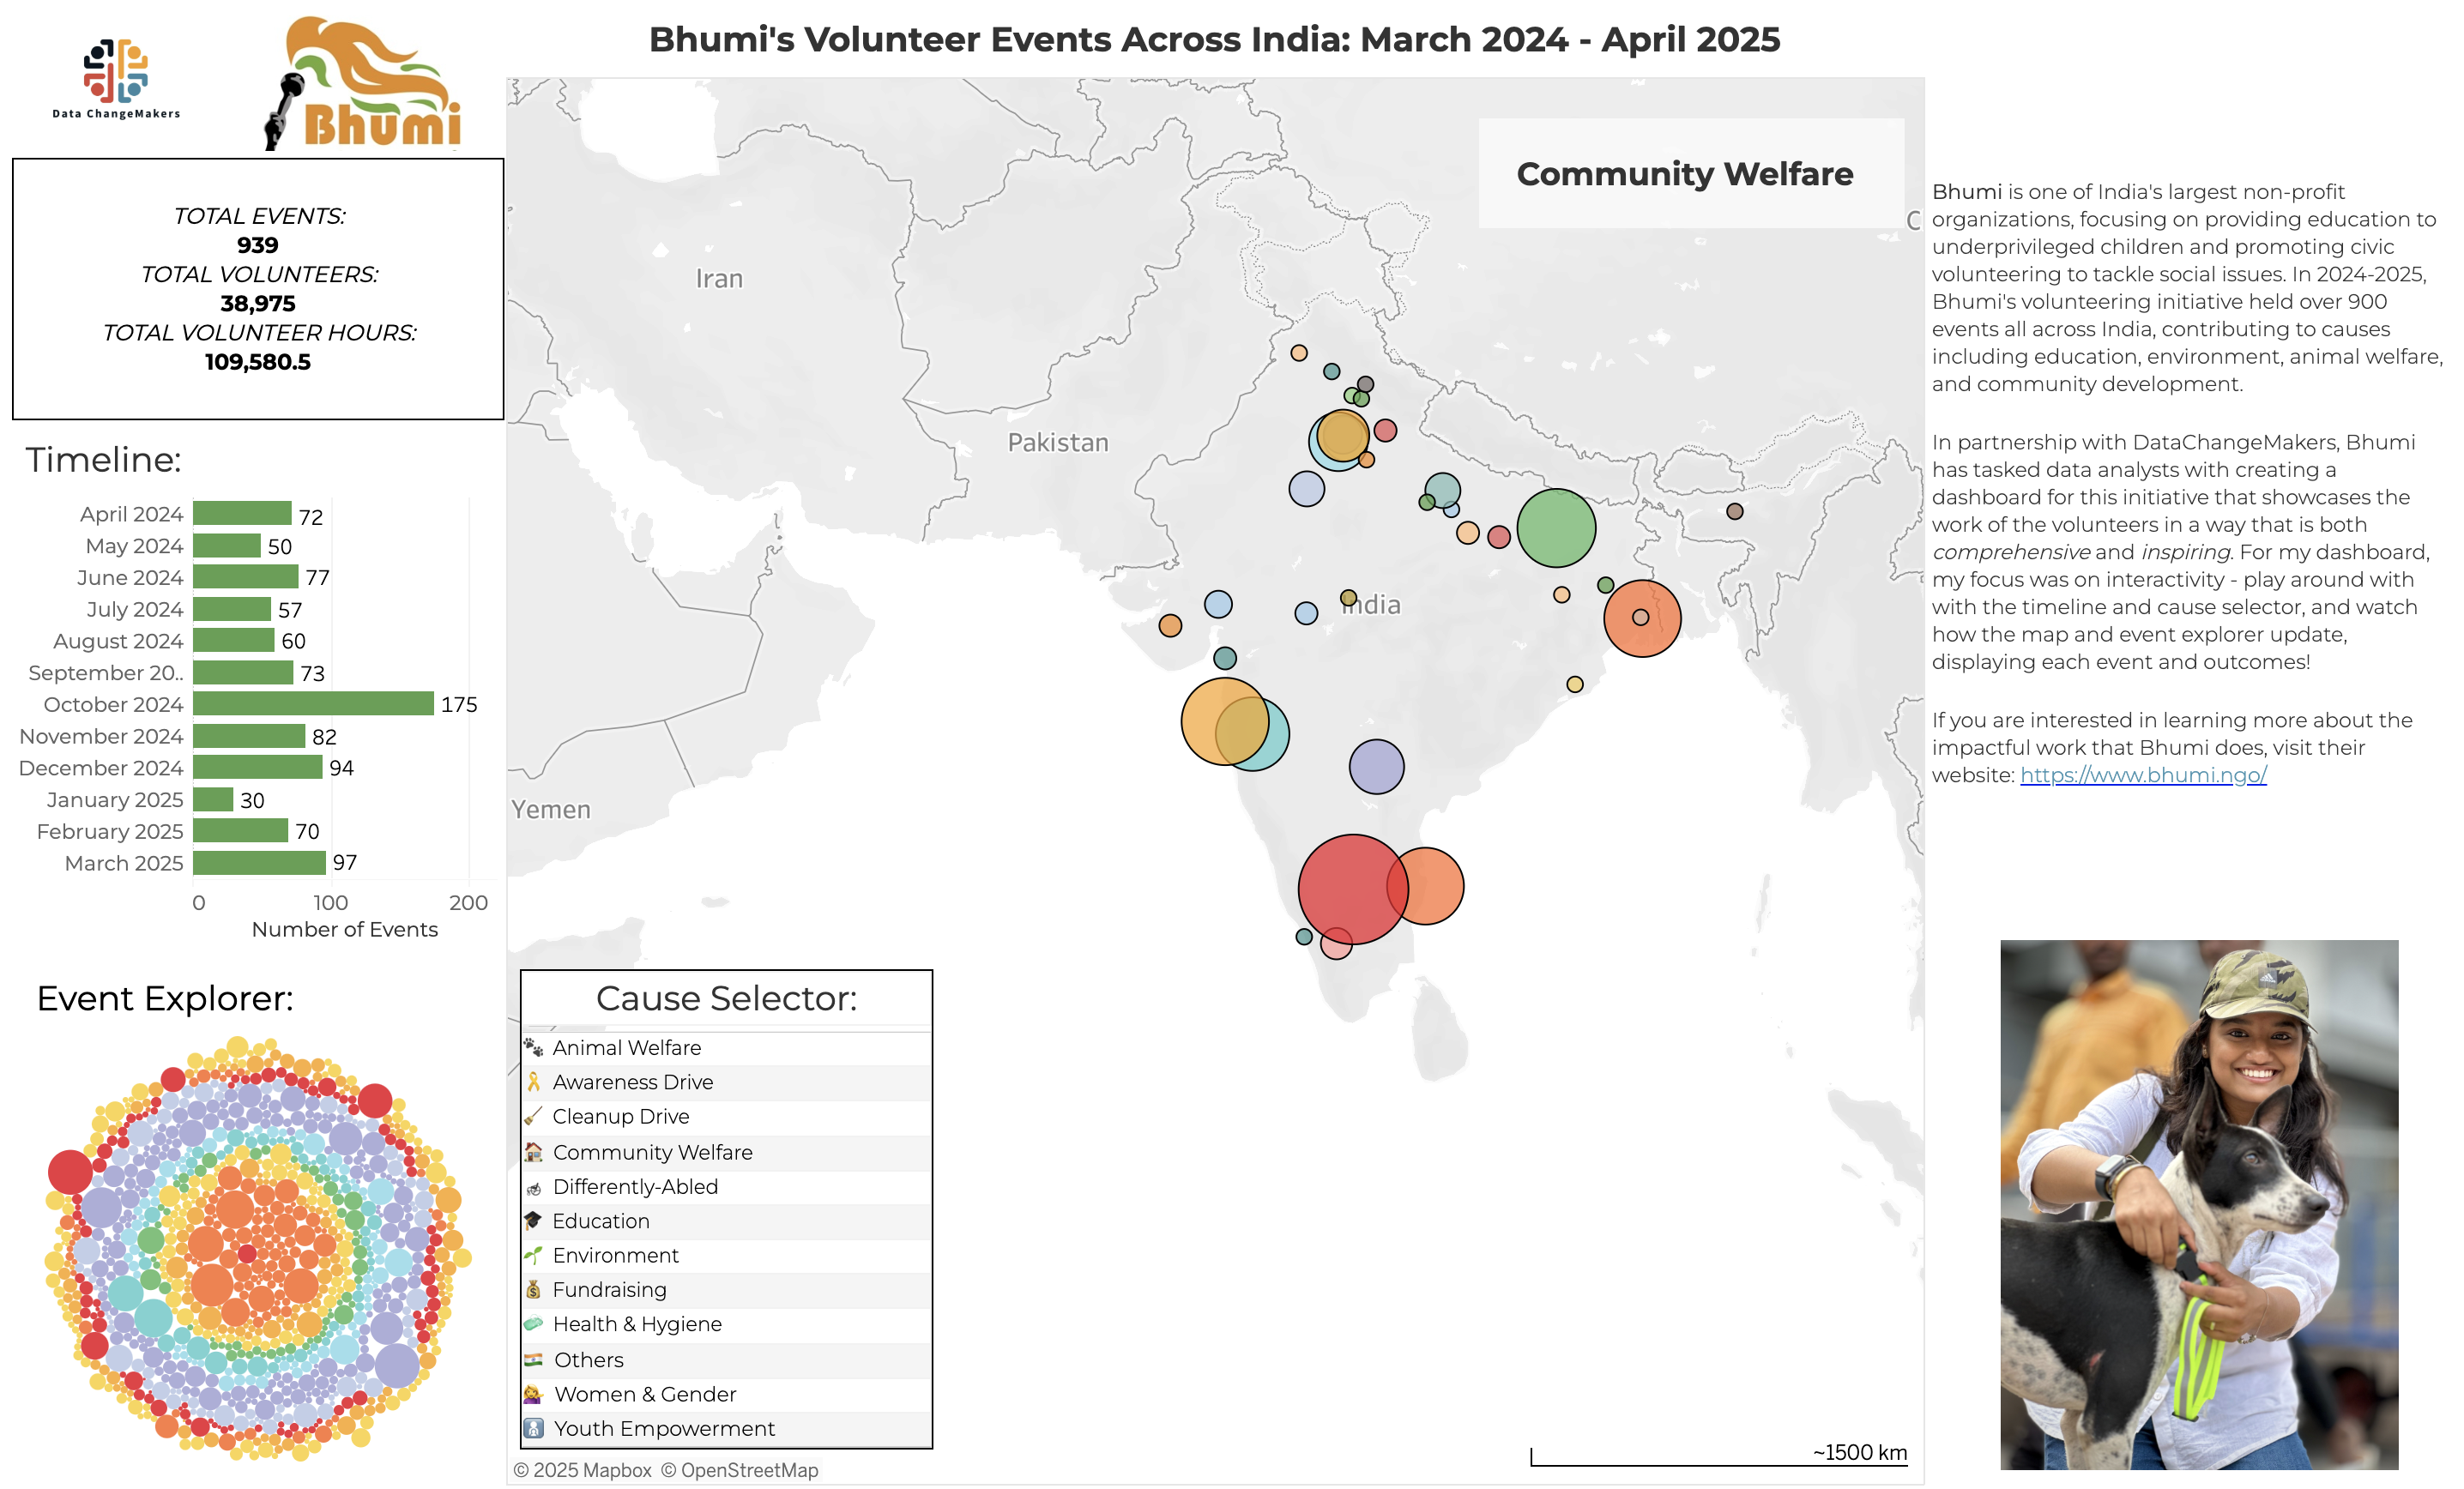 Bhumi's Volunteer Events Across India: March 2024 - April 2025
Data ChangeMakers
Bhumi
TOTAL EVENTS:
939
TOTAL VOLUNTEERS:
38,975
TOTAL VOLUNTEER HOURS:
109,580.5
Timeline:
April 2024 72
May 2024 50
June 2024 77
July 2024 57
August 2024 60
September 20.. 73
October 2024 175
November 2024 82
December 2024 94
January 2025 30
February 2025 70
March 2025 97
0 100 200
Number of Events
Event Explorer:
Community Welfare
C
Iran
Pakistan
India
Yemen
Cause Selector:
Animal Welfare
Awareness Drive
Cleanup Drive
Community Welfare
Differently-Abled
Education
Environment
Fundraising
Health & Hygiene
Others
Women & Gender
Youth Empowerment
© 2025 Mapbox © OpenStreetMap
~1500 km
Bhumi is one of India's largest non-profit
organizations, focusing on providing education to
underprivileged children and promoting civic
volunteering to tackle social issues. In 2024-2025,
Bhumi's volunteering initiative held over 900
events all across India, contributing to causes
including education, environment, animal welfare,
and community development.
In partnership with DataChangeMakers, Bhumi
has tasked data analysts with creating a
dashboard for this initiative that showcases the
work of the volunteers in a way that is both
comprehensive and inspiring. For my dashboard,
my focus was on interactivity - play around with
with the timeline and cause selector, and watch
how the map and event explorer update,
displaying each event and outcomes!
If you are interested in learning more about the
impactful work that Bhumi does, visit their
website: https://www.bhumi.ngo/